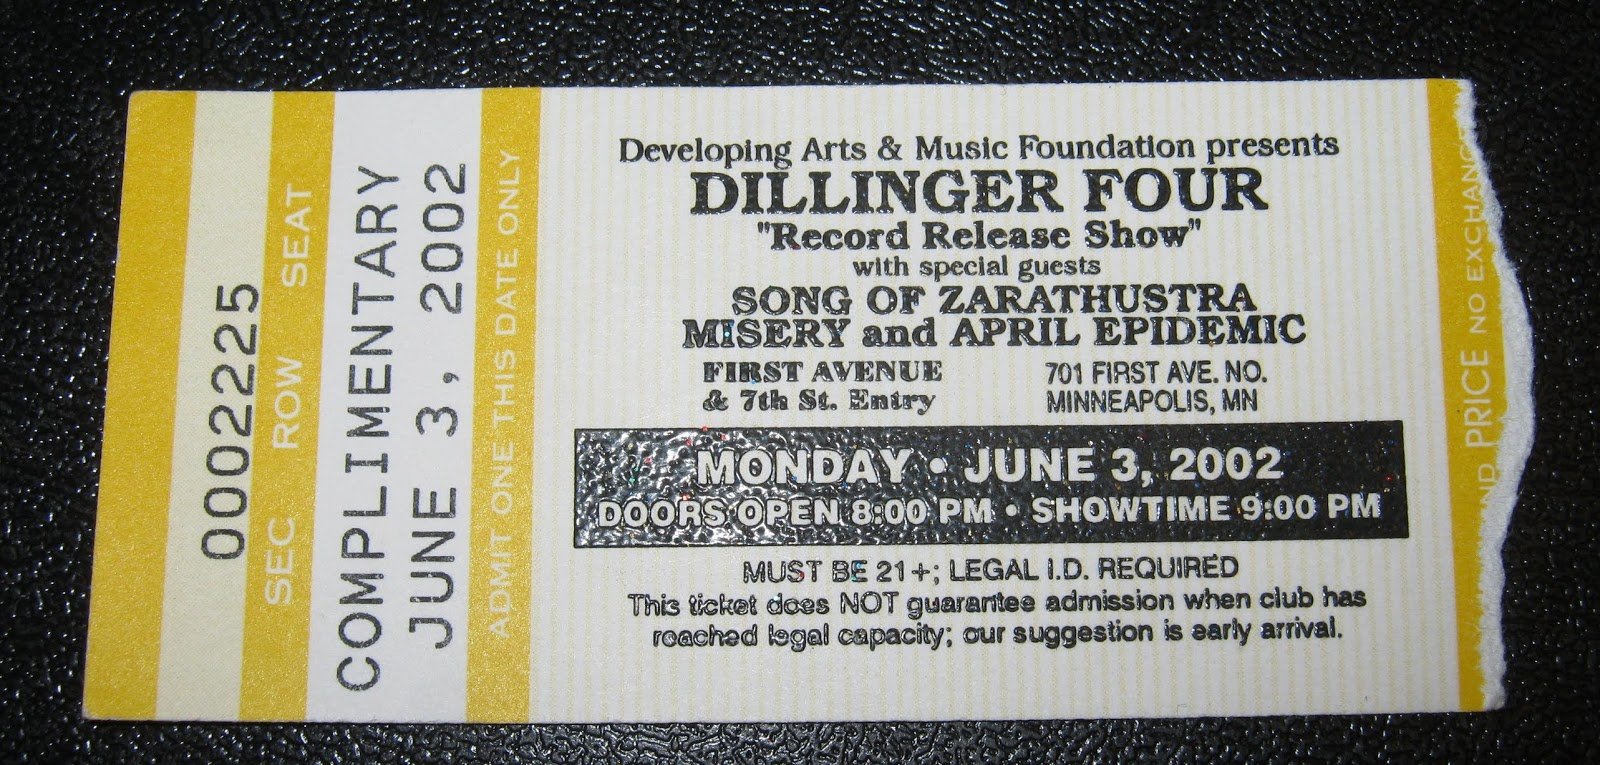 0002225
SEC ROW SEAT
COMPLIMENTARY
JUNE 3, 2002
ADMIT ONE THIS DATE ONLY
Developing Arts & Music Foundation presents
DILLINGER FOUR
"Record Release Show"
with special guests
SONG OF ZARATHUSTRA
MISERY and APRIL EPIDEMIC
FIRST AVENUE 701 FIRST AVE. NO.
& 7th St. Entry MINNEAPOLIS, MN
MONDAY • JUNE 3, 2002
DOORS OPEN 8:00 PM • SHOWTIME 9:00 PM
MUST BE 21+; LEGAL I.D. REQUIRED
This ticket does NOT guarantee admission when club has
reached legal capacity; our suggestion is early arrival.
PRICE NO EXCHANG